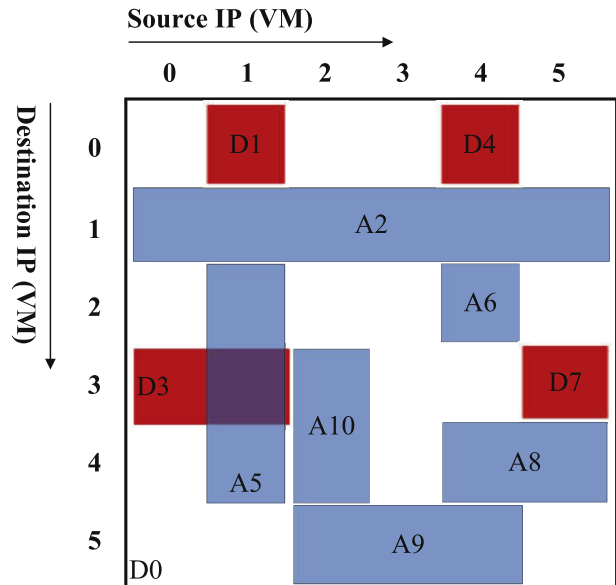 Source IP (VM)
0 1 2 3 4 5
Destination IP (VM)
0
D1
D4
1
A2
2
A6
3
D3
D7
A10
4
A5
A8
5
A9
D0